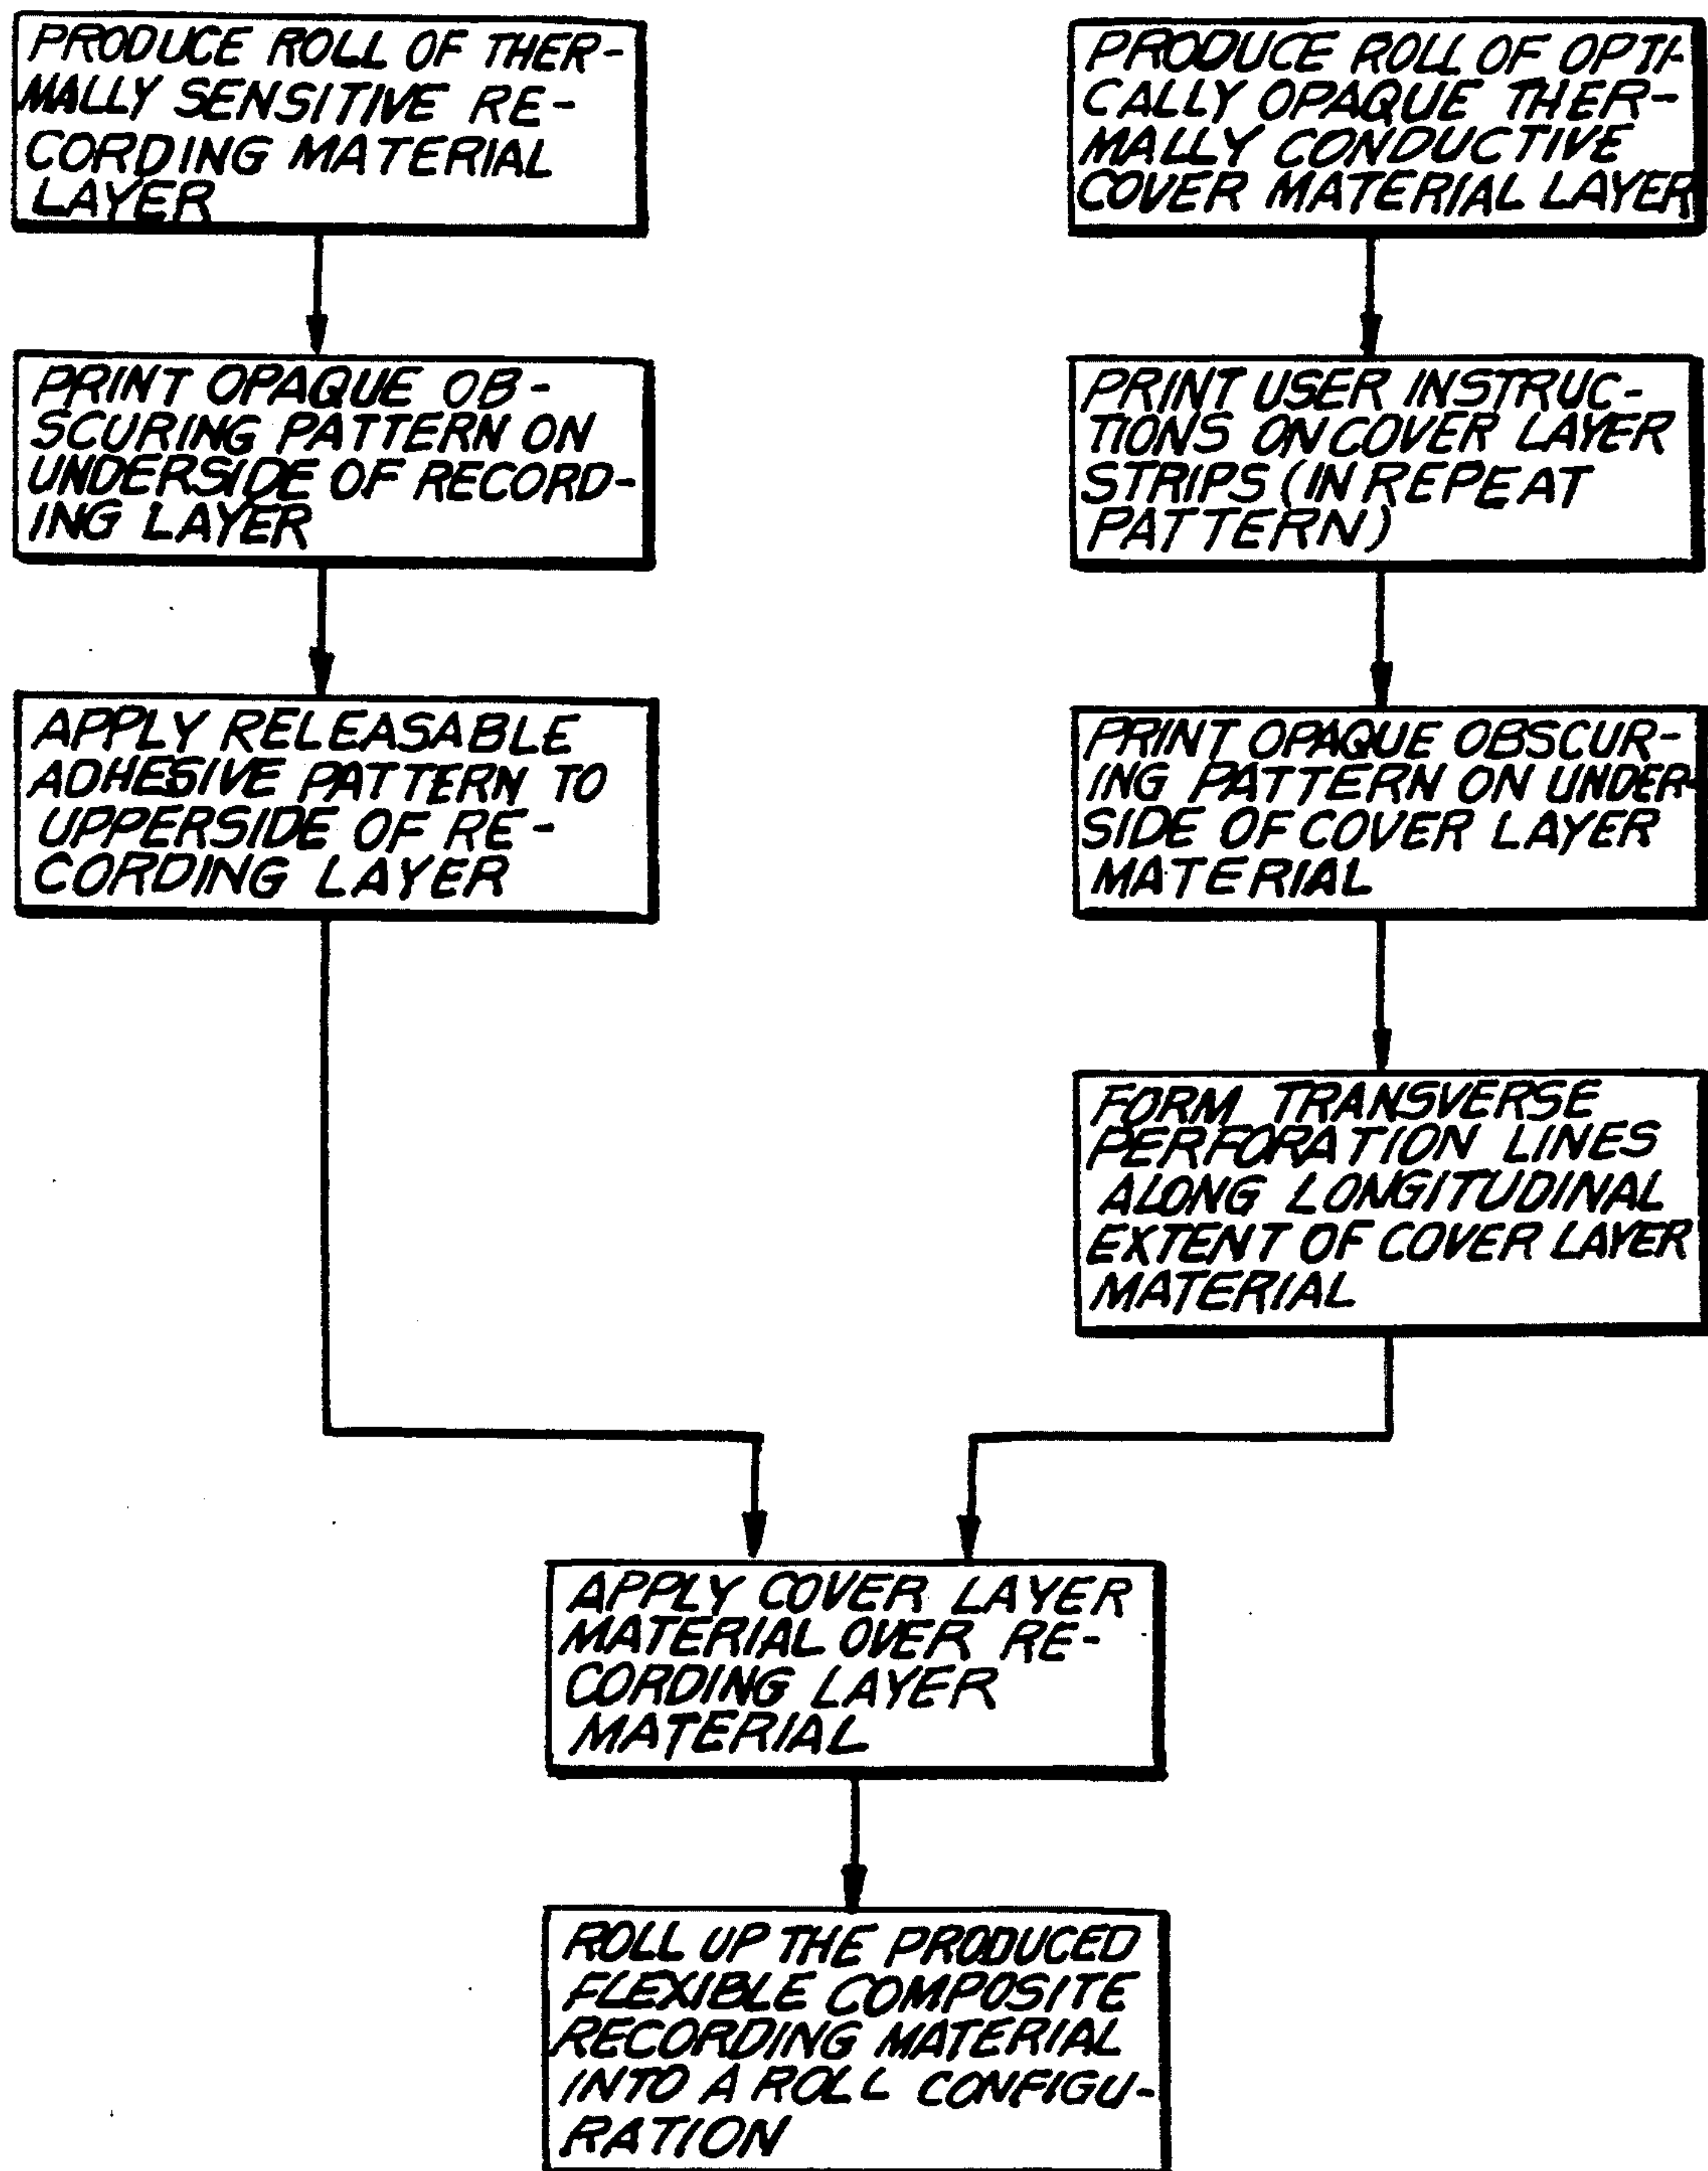 PRODUCE ROLL OF THER-
MALLY SENSITIVE RE-
CORDING MATERIAL
LAYER
PRINT OPAQUE OB-
SCURING PATTERN ON
UNDERSIDE OF RECORD-
ING LAYER
APPLY RELEASABLE
ADHESIVE PATTERN TO
UPPERSIDE OF RE-
CORDING LAYER
PRODUCE ROLL OF OPTI-
CALLY OPAQUE THER-
MALLY CONDUCTIVE
COVER MATERIAL LAYER
PRINT USER INSTRUC-
TIONS ON COVER LAYER
STRIPS (IN REPEAT
PATTERN)
PRINT OPAQUE OBSCUR-
ING PATTERN ON UNDER-
SIDE OF COVER LAYER
MATERIAL
FORM TRANSVERSE
PERFORATION LINES
ALONG LONGITUDINAL
EXTENT OF COVER LAYER
MATERIAL
APPLY COVER LAYER
MATERIAL OVER RE-
CORDING LAYER
MATERIAL
ROLL UP THE PRODUCED
FLEXIBLE COMPOSITE
RECORDING MATERIAL
INTO A ROLL CONFIGU-
RATION